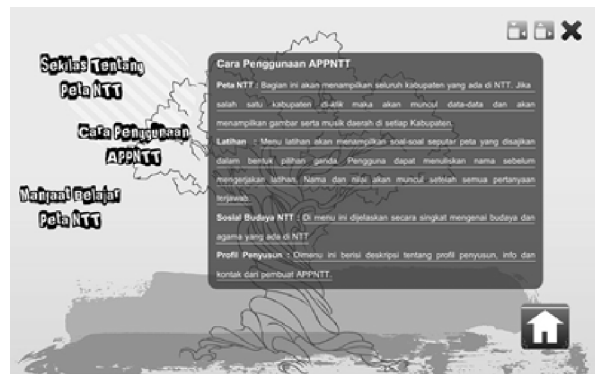 Sekilas Tentang
Peta NTT
Cara Penggunaan
APPNTT
Manfaat Belajar
Peta NTT
Cara Penggunaan APPNTT
Peta NTT : Bagian ini akan menampilkan seluruh kabupaten yang ada di NTT. Jika
salah satu kabupaten di-klik maka akan muncul data-data dan akan
menampilkan gambar serta musik daerah di setiap Kabupaten.
Latihan : Menu latihan akan menampilkan soal-soal seputar peta yang disajikan
dalam bentuk pilihan ganda. Pengguna dapat menuliskan nama sebelum
mengerjakan latihan. Nama dan nilai akan muncul setelah semua pertanyaan
terjawab.
Sosial Budaya NTT : Di menu ini dijelaskan secara singkat mengenai budaya dan
agama yang ada di NTT
Profil Penyusun : Dimenu ini berisi deskripsi tentang profil penyusun, info dan
kontak dari pembuat APPNTT.